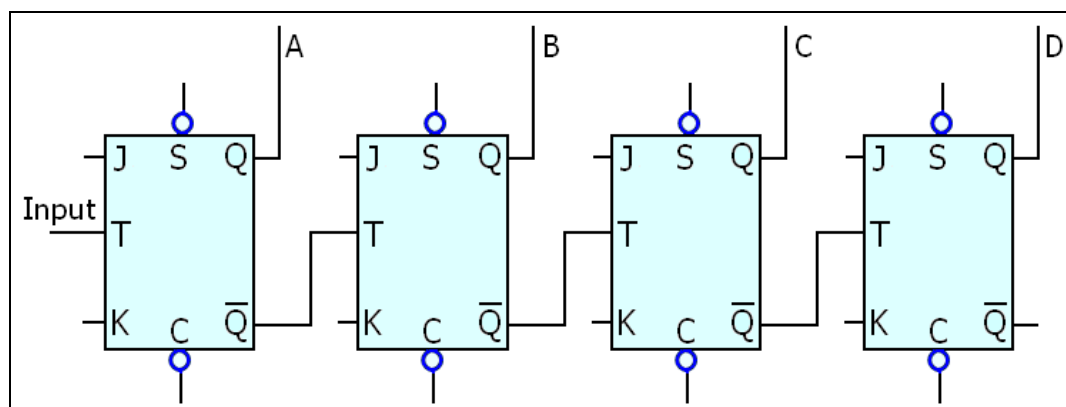 A B C D
J S Q J S Q J S Q J S Q
Input T T T T
K C Q̅ K C Q̅ K C Q̅ K C Q̅